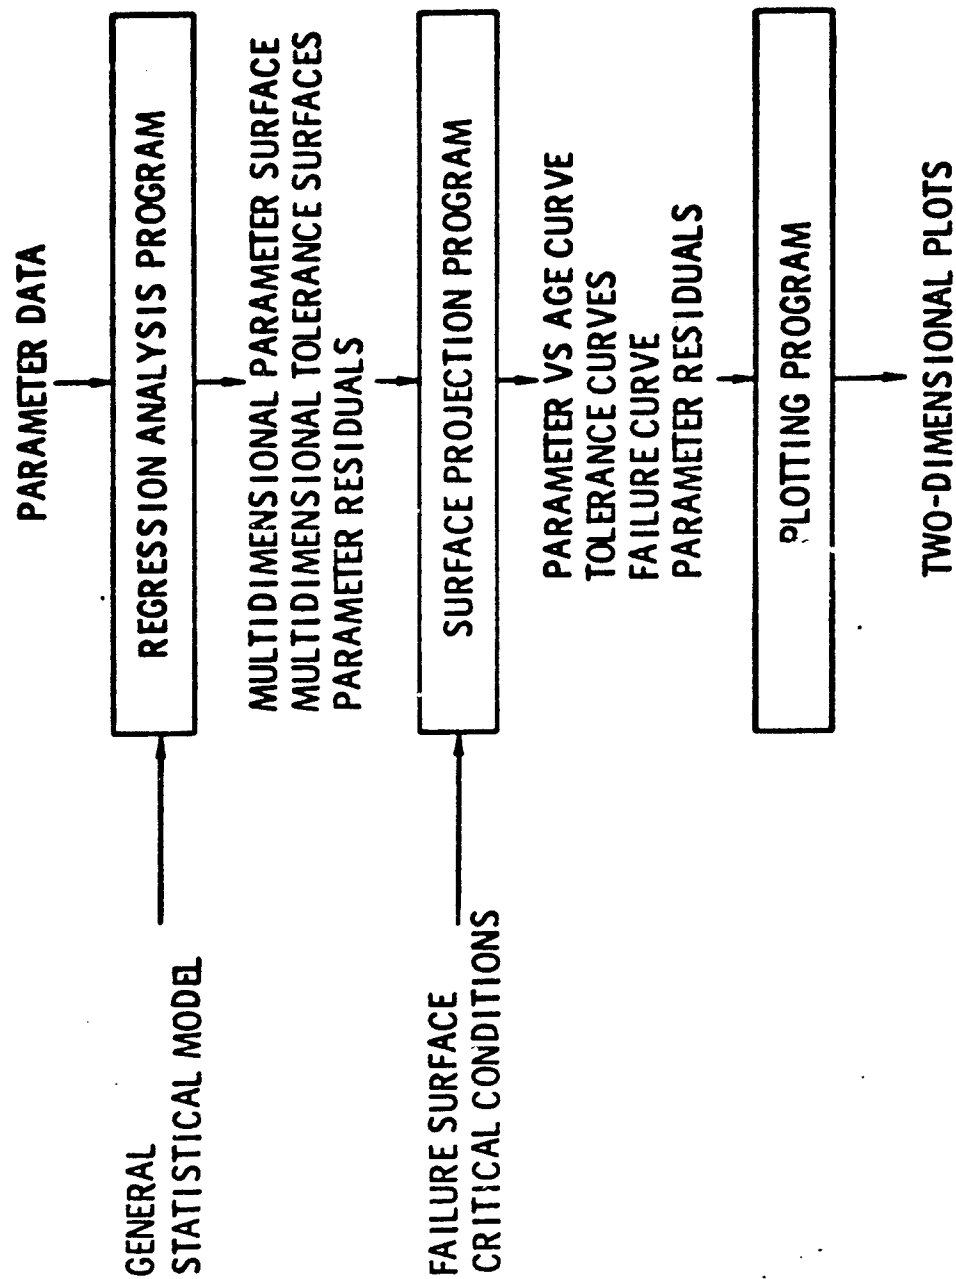 PARAMETER DATA
GENERAL
STATISTICAL MODEL
REGRESSION ANALYSIS PROGRAM
MULTIDIMENSIONAL PARAMETER SURFACE
MULTIDIMENSIONAL TOLERANCE SURFACES
PARAMETER RESIDUALS
FAILURE SURFACE
CRITICAL CONDITIONS
SURFACE PROJECTION PROGRAM
PARAMETER VS AGE CURVE
TOLERANCE CURVES
FAILURE CURVE
PARAMETER RESIDUALS
PLOTTING PROGRAM
TWO-DIMENSIONAL PLOTS